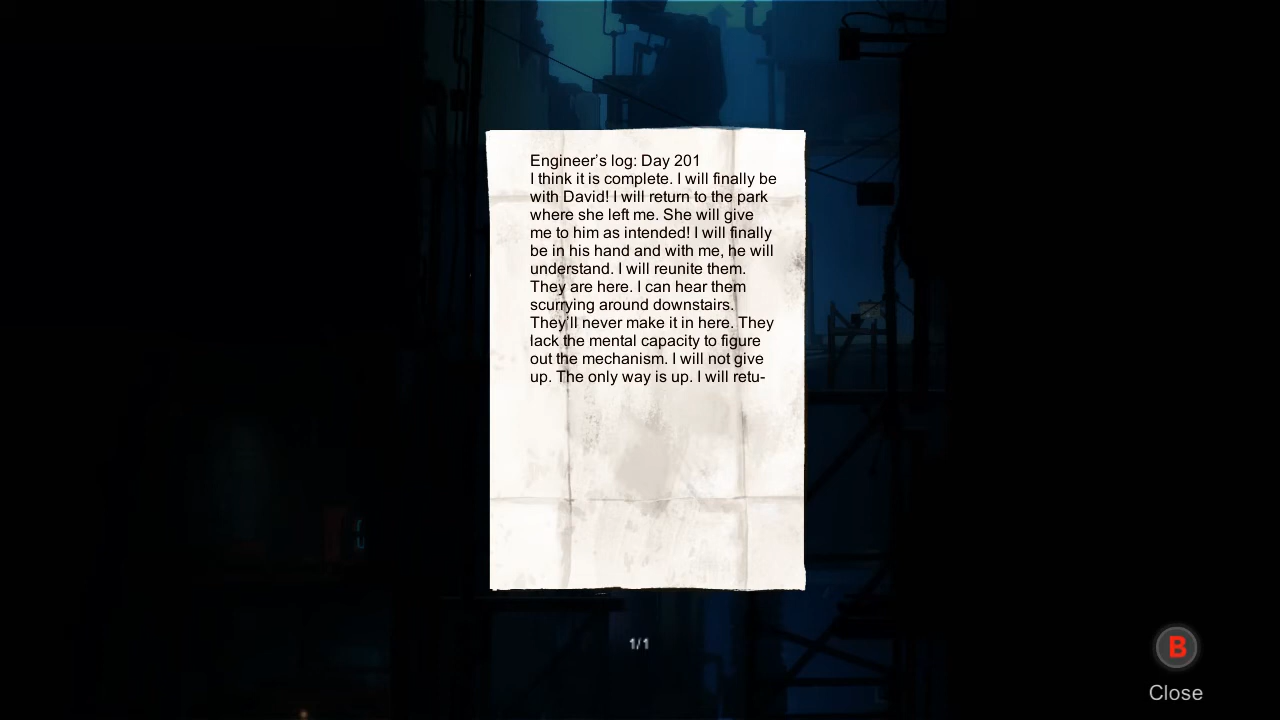 Engineer’s log: Day 201
I think it is complete. I will finally be
with David! I will return to the park
where she left me. She will give
me to him as intended! I will finally
be in his hand and with me, he will
understand. I will reunite them.
They are here. I can hear them
scurrying around downstairs.
They'll never make it in here. They
lack the mental capacity to figure
out the mechanism. I will not give
up. The only way is up. I will retu-
1/1
B
Close